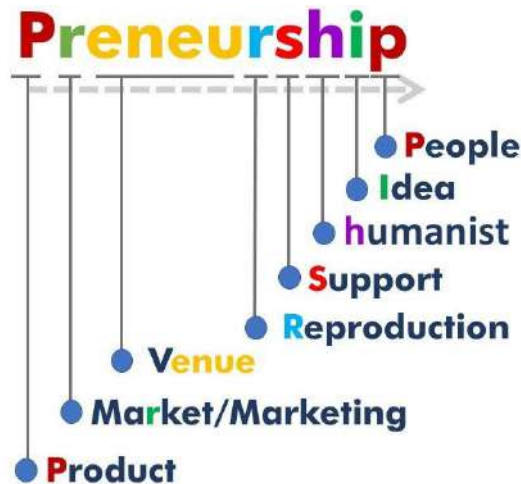 Preneurship
People
Idea
humanist
Support
Reproduction
Venue
Market/Marketing
Product